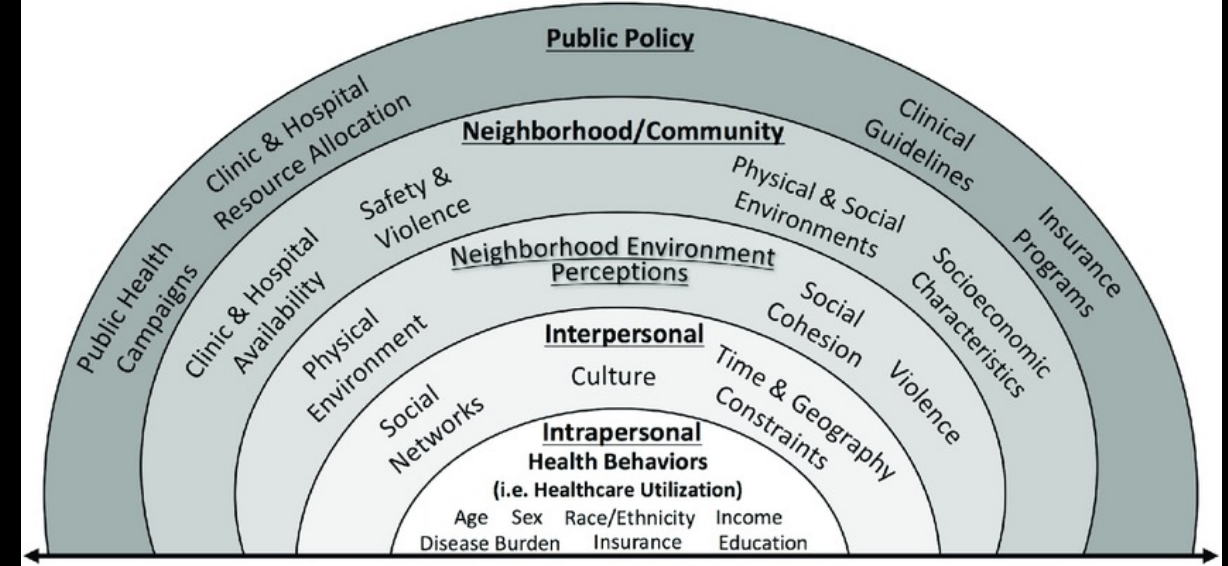 Public Policy
Clinic & Hospital
Resource Allocation
Public Health
Campaigns
Clinical
Guidelines
Insurance
Programs
Neighborhood/Community
Safety &
Violence
Clinic & Hospital
Availability
Physical & Social
Environments
Socioeconomic
Characteristics
Neighborhood Environment
Perceptions
Physical
Environment
Social
Cohesion
Violence
Interpersonal
Culture
Social
Networks
Time & Geography
Constraints
Intrapersonal
Health Behaviors
(i.e. Healthcare Utilization)
Age Sex Race/Ethnicity Income
Disease Burden Insurance Education